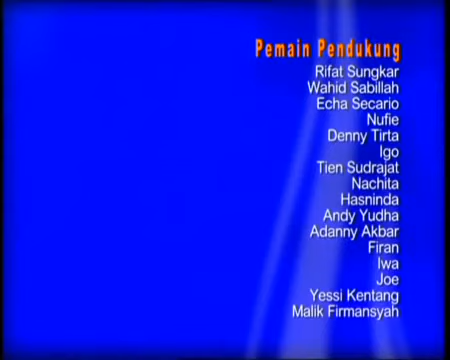 Pemain Pendukung
Rifat Sungkar
Wahid Sabillah
Echa Secario
Nufie
Denny Tirta
Igo
Tien Sudrajat
Nachita
Hasninda
Andy Yudha
Adanny Akbar
Firan
Iwa
Joe
Yessi Kentang
Malik Firmansyah